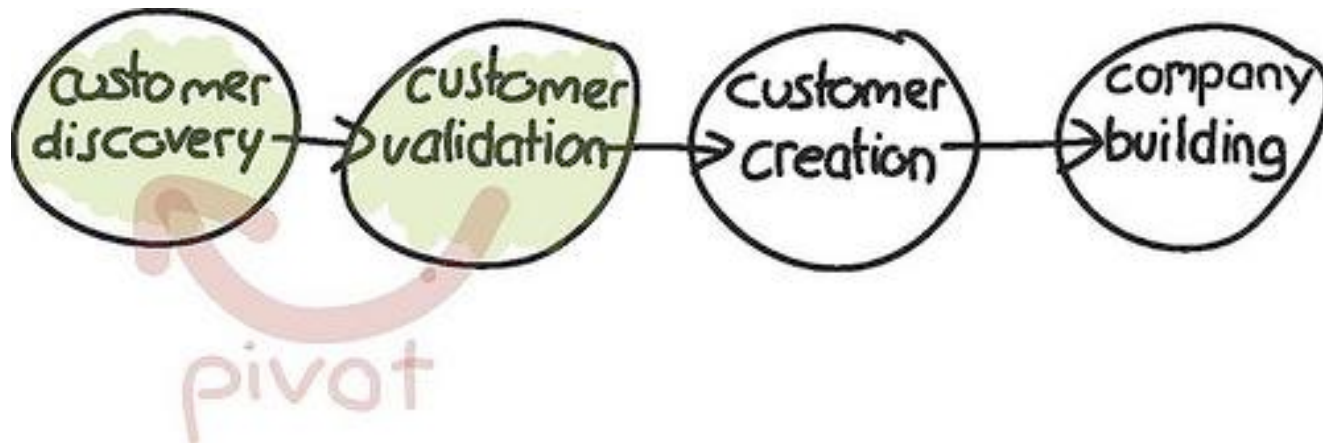 customer
discovery
customer
validation
customer
creation
company
building
pivot